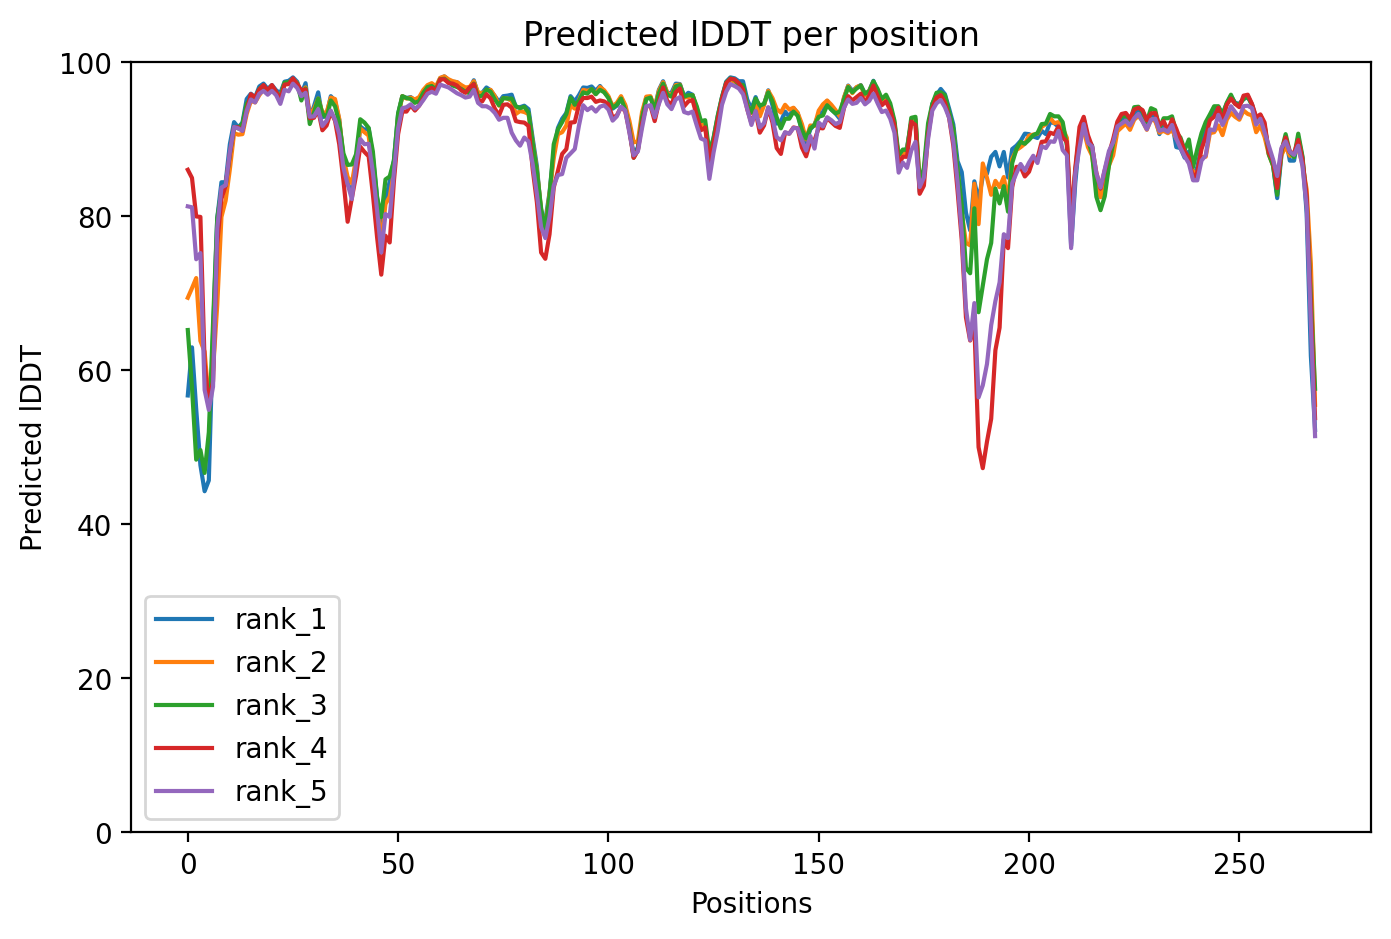 Predicted lDDT per position
100
80
60
40
20
0
Predicted lDDT
rank_1
rank_2
rank_3
rank_4
rank_5
0 50 100 150 200 250
Positions